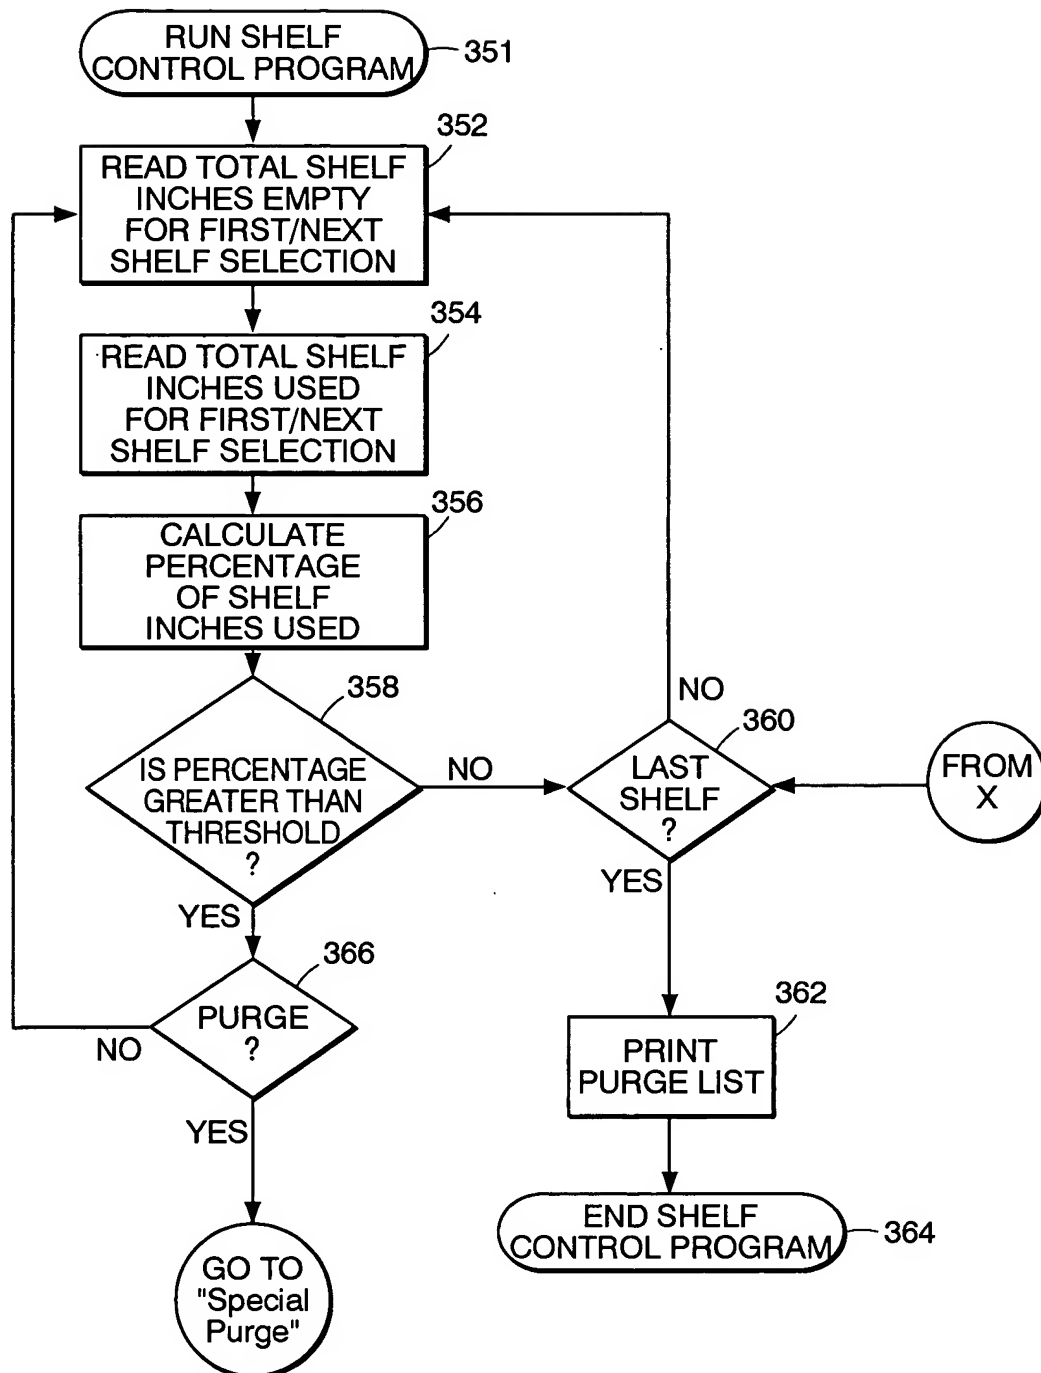 RUN SHELF
CONTROL PROGRAM
351
352
READ TOTAL SHELF
INCHES EMPTY
FOR FIRST/NEXT
SHELF SELECTION
354
READ TOTAL SHELF
INCHES USED
FOR FIRST/NEXT
SHELF SELECTION
356
CALCULATE
PERCENTAGE
OF SHELF
INCHES USED
358
IS PERCENTAGE
GREATER THAN
THRESHOLD
?
NO
YES
NO
360
LAST
SHELF
?
FROM
X
YES
366
PURGE
?
NO
YES
362
PRINT
PURGE LIST
END SHELF
CONTROL PROGRAM
364
GO TO
"Special
Purge"